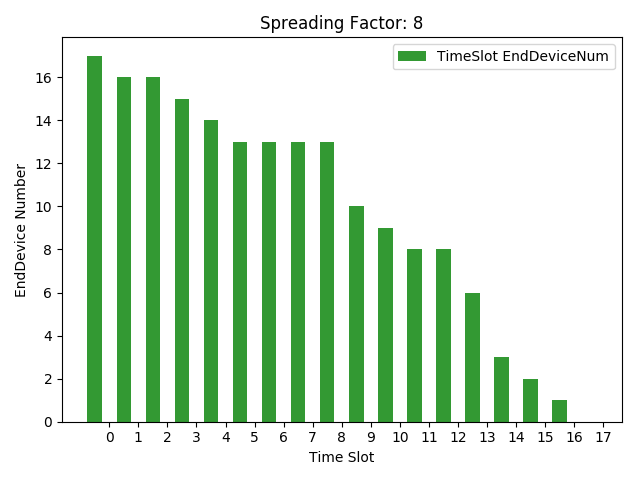 Spreading Factor: 8
TimeSlot EndDeviceNum
EndDevice Number
16
14
12
10
8
6
4
2
0
0 1 2 3 4 5 6 7 8 9 10 11 12 13 14 15 16 17
Time Slot